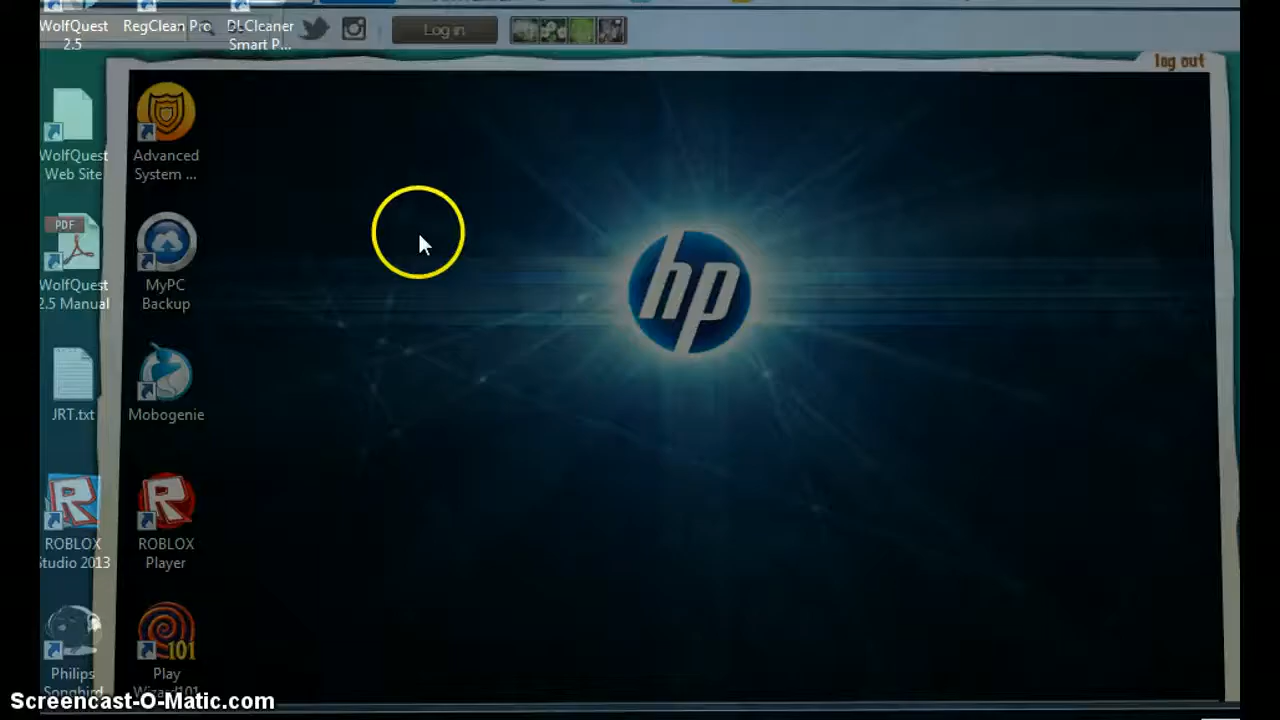 WolfQuest
2.5
RegClean Pro
DLCleaner
Smart P...
Log in
log out
WolfQuest
Web Site
Advanced
System ...
PDF
WolfQuest
2.5 Manual
MyPC
Backup
hp
JRT.txt
Mobogenie
R
ROBLOX
Studio 2013
R
ROBLOX
Player
Philips
Songbird
101
Play
Wizard101
Screencast-O-Matic.com